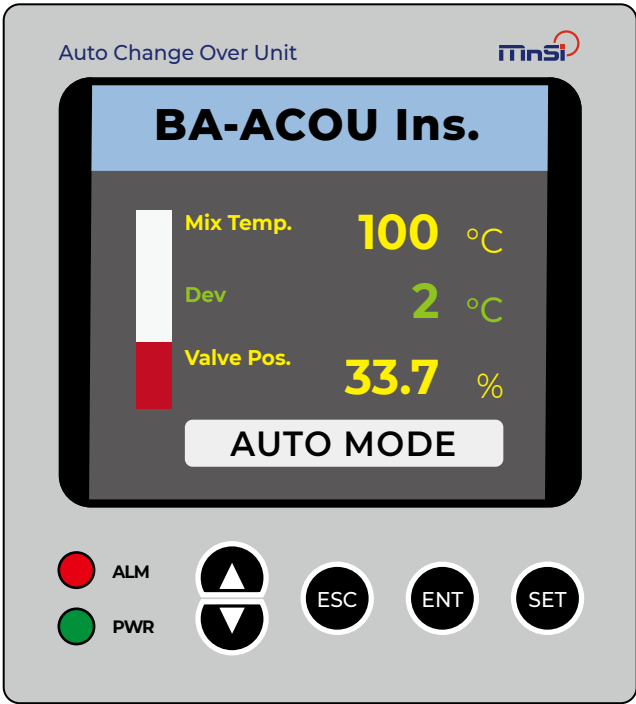 Auto Change Over Unit
MinSi
BA-ACOU Ins.
Mix Temp. 100 °C
Dev 2 °C
Valve Pos. 33.7 %
AUTO MODE
ALM
PWR
ESC ENT SET